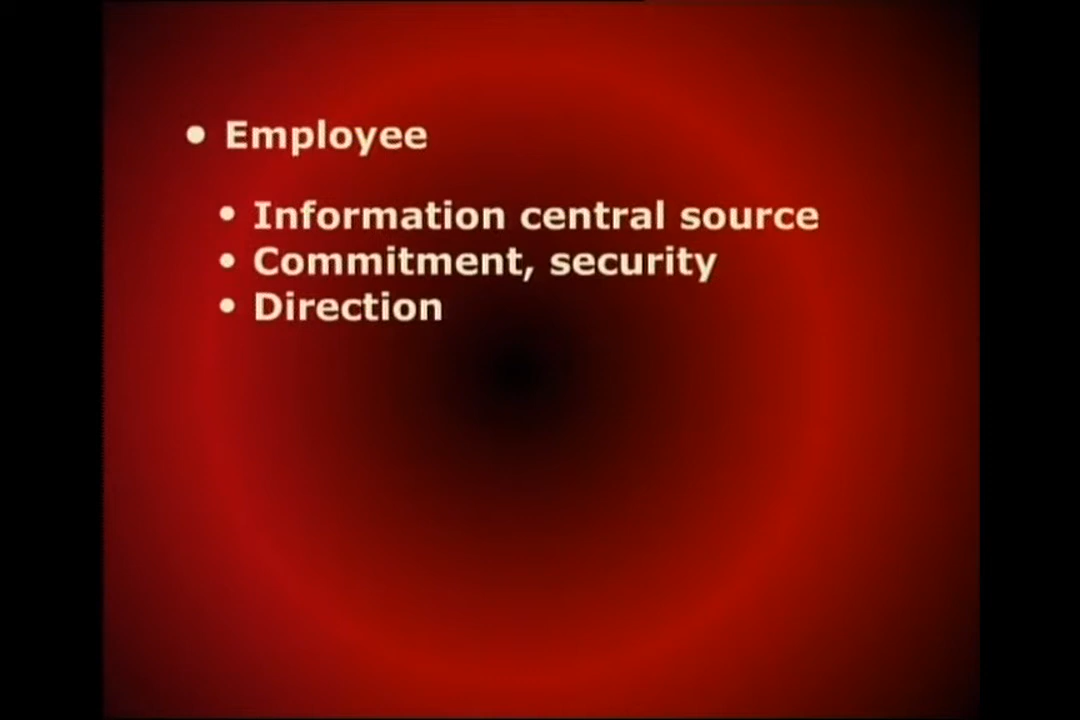 • Employee
• Information central source
• Commitment, security
• Direction